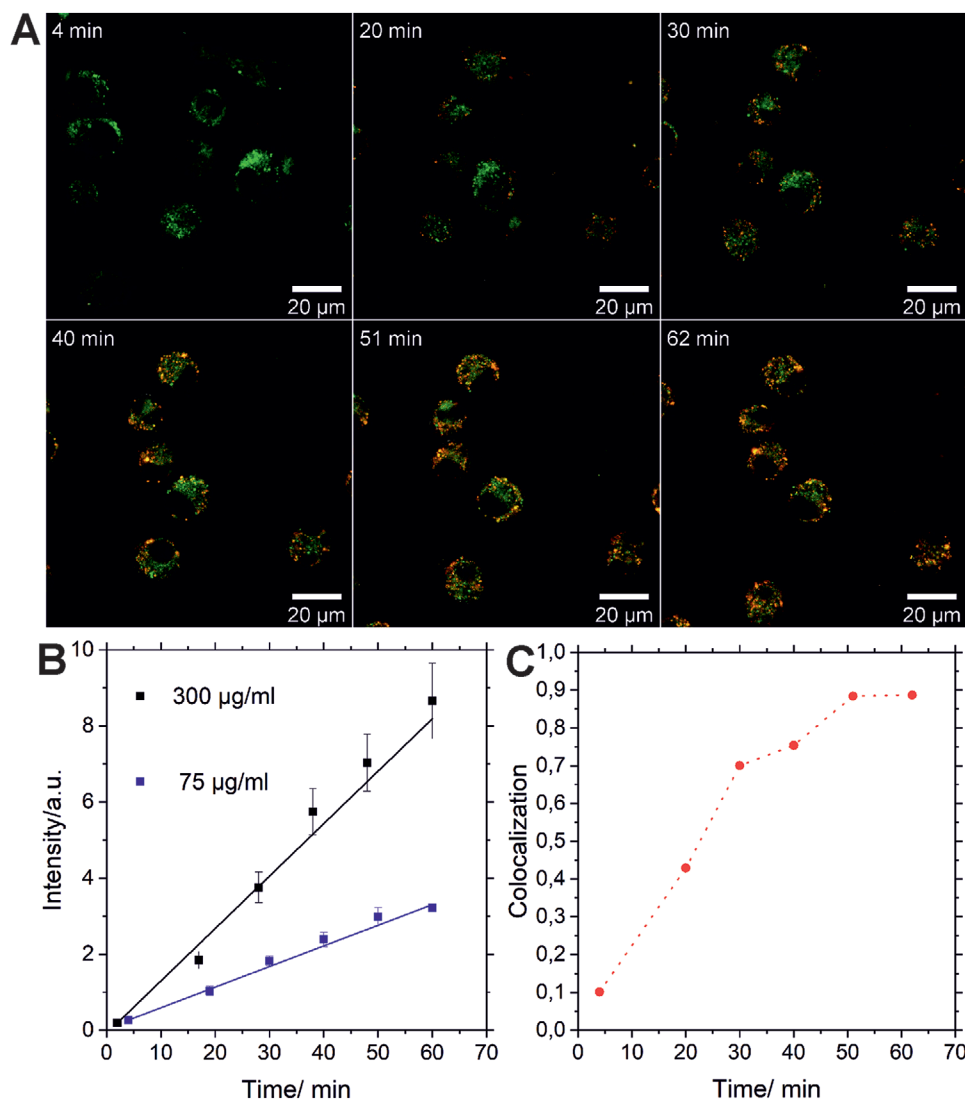 A
4 min
20 min
30 min
20 µm
20 µm
20 µm
40 min
51 min
62 min
20 µm
20 µm
20 µm
B
10
8
6
4
2
0
Intensity/a.u.
300 µg/ml
75 µg/ml
0 10 20 30 40 50 60 70
Time/ min
C
1,0
0,9
0,8
0,7
0,6
0,5
0,4
0,3
0,2
0,1
0,0
Colocalization
0 10 20 30 40 50 60 70
Time/ min